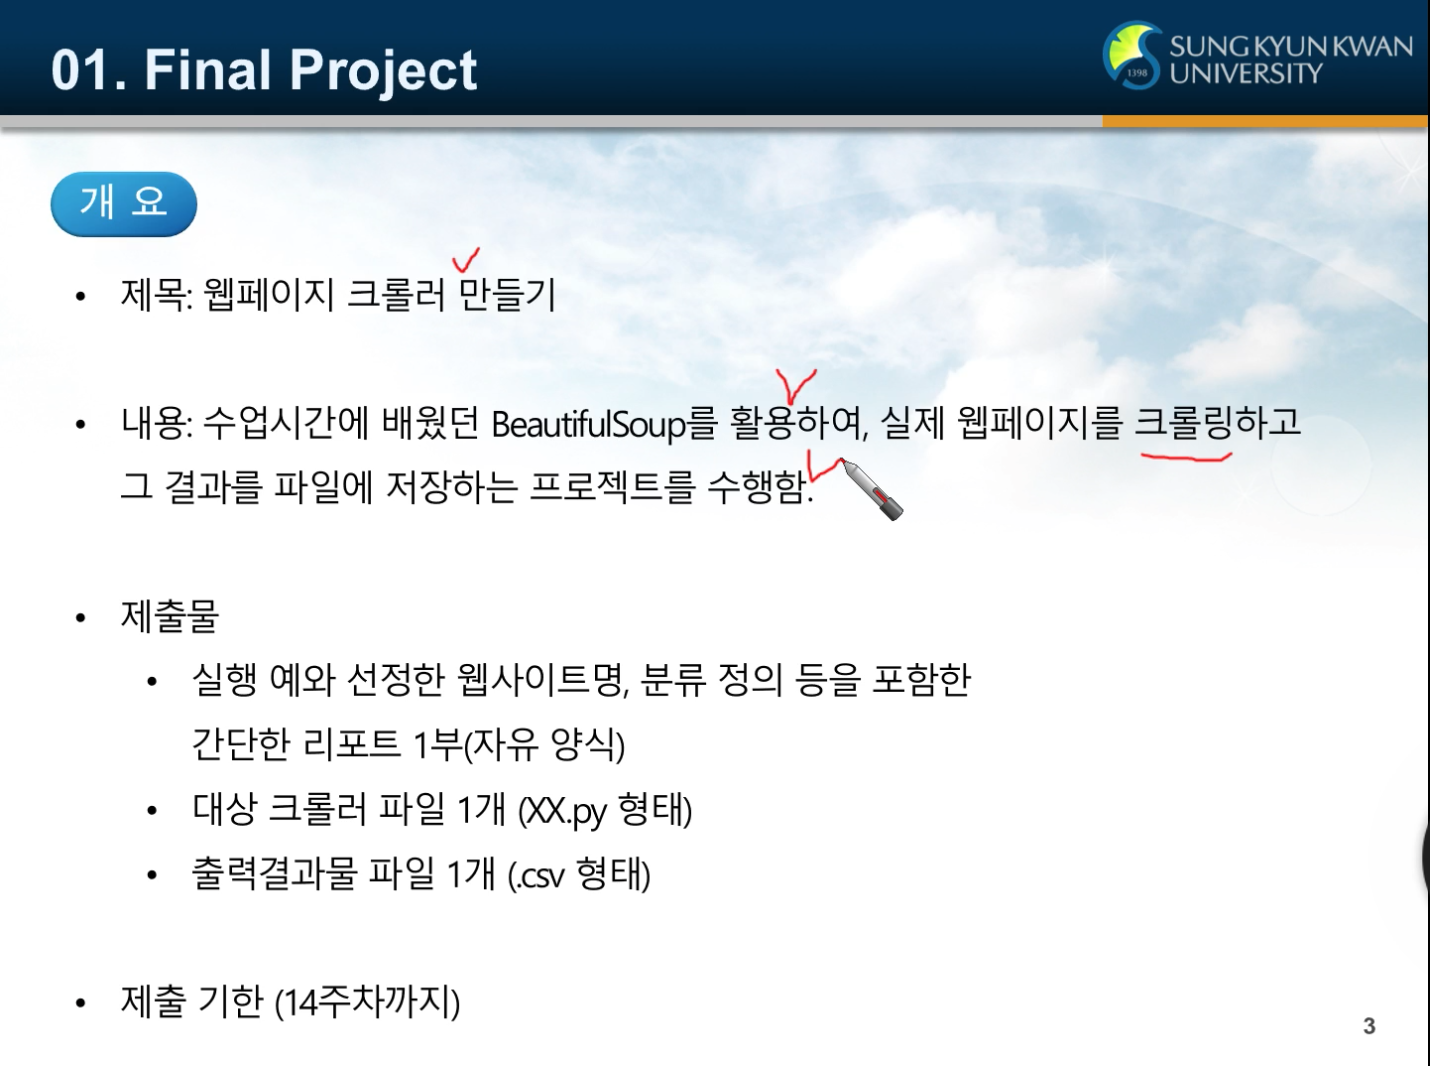 01. Final Project
SUNG KYUN KWAN
UNIVERSITY
1398
개 요
• 제목: 웹페이지 크롤러 만들기
• 내용: 수업시간에 배웠던 BeautifulSoup를 활용하여, 실제 웹페이지를 크롤링하고
그 결과를 파일에 저장하는 프로젝트를 수행함.
• 제출물
• 실행 예와 선정한 웹사이트명, 분류 정의 등을 포함한
간단한 리포트 1부(자유 양식)
• 대상 크롤러 파일 1개 (XX.py 형태)
• 출력결과물 파일 1개 (.csv 형태)
• 제출 기한 (14주차까지)
3